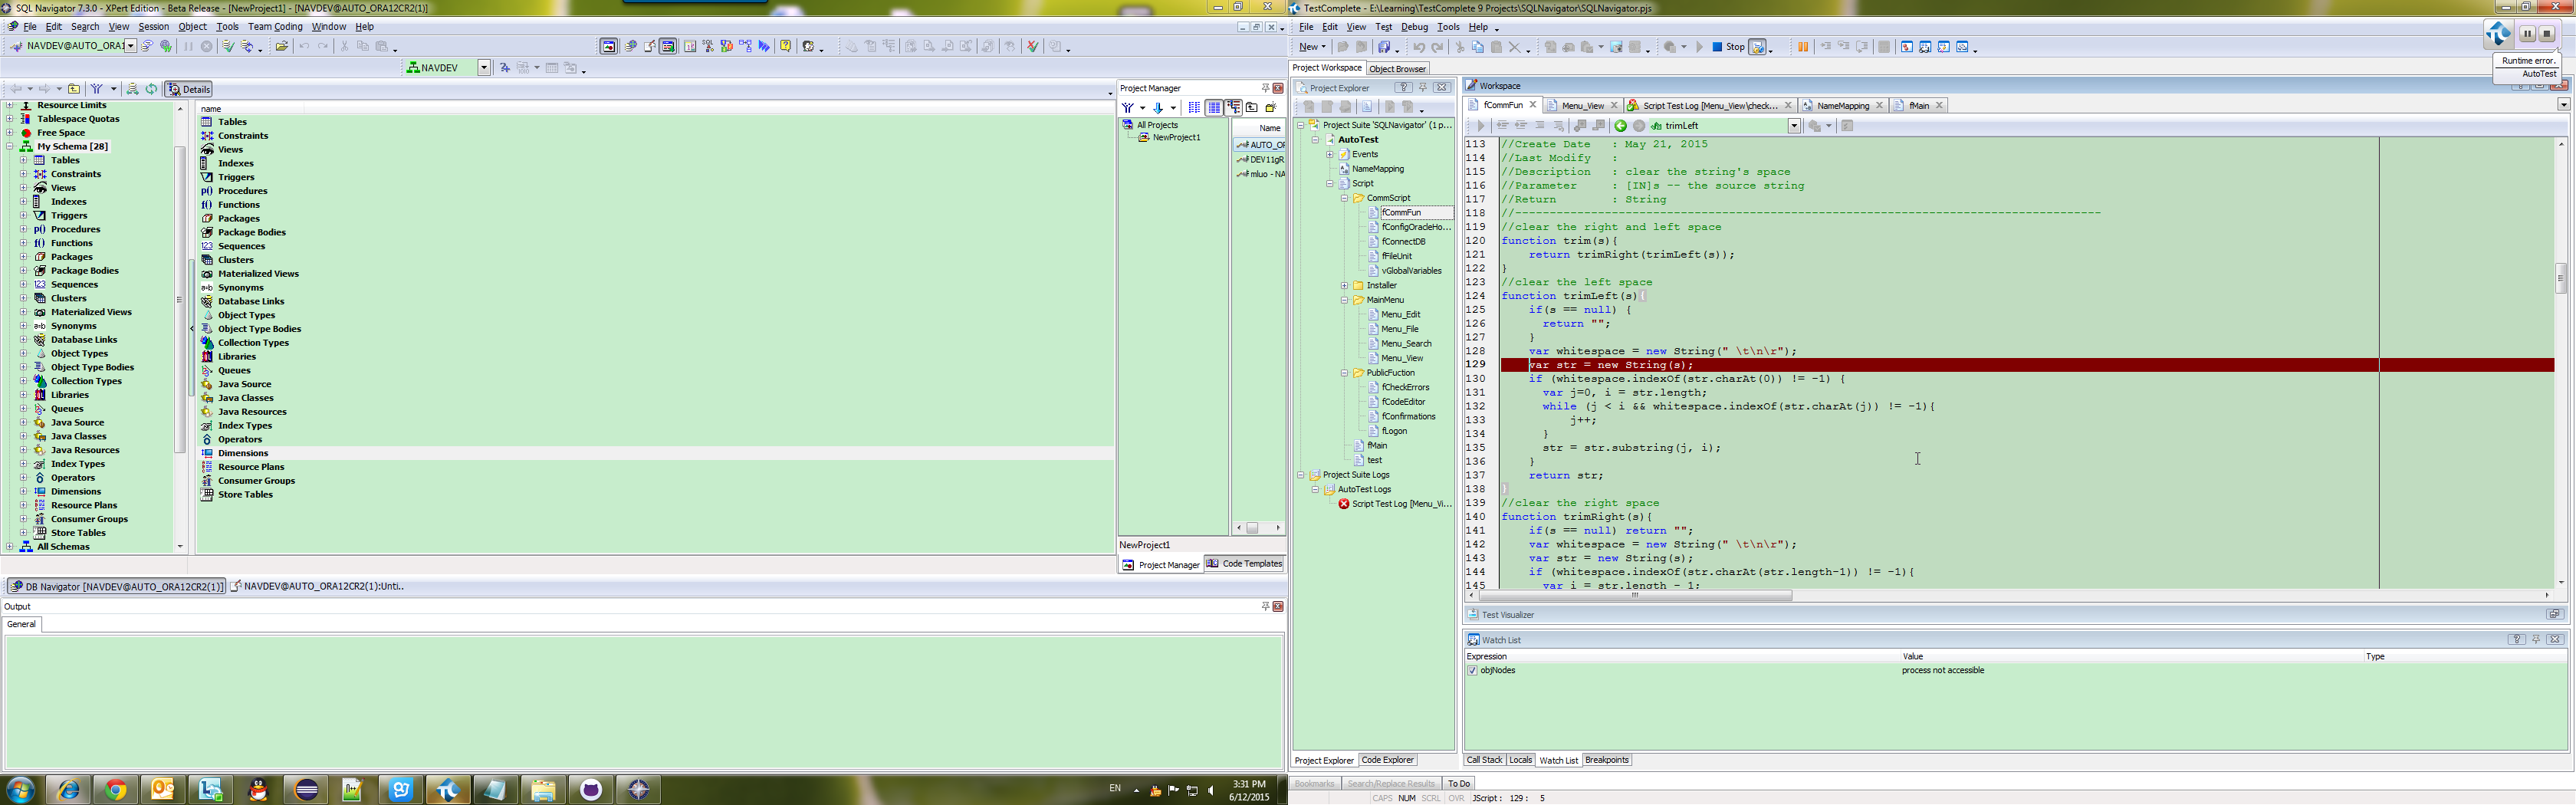 SQL Navigator 7.3.0 - XPert Edition - Beta Release - [NewProject1] - [NAVDEV@AUTO_ORA12CR2(1)]
File Edit Search View Session Object Tools Team Coding Window Help
NAVDEV@AUTO_ORA1
NAVDEV
Details
Resource Limits
Tablespace Quotas
Free Space
My Schema [28]
Tables
Constraints
Views
Indexes
Triggers
Procedures
Functions
Packages
Package Bodies
Sequences
Clusters
Materialized Views
Synonyms
Database Links
Object Types
Object Type Bodies
Collection Types
Libraries
Queues
Java Source
Java Classes
Java Resources
Index Types
Operators
Dimensions
Resource Plans
Consumer Groups
Store Tables
All Schemas
name
Tables
Constraints
Views
Indexes
Triggers
Procedures
Functions
Packages
Package Bodies
Sequences
Clusters
Materialized Views
Synonyms
Database Links
Object Types
Object Type Bodies
Collection Types
Libraries
Queues
Java Source
Java Classes
Java Resources
Index Types
Operators
Dimensions
Resource Plans
Consumer Groups
Store Tables
Project Manager
All Projects
NewProject1
Name
AUTO_OR
DEV11gR
mluo - NA
NewProject1
Project Manager Code Templates
DB Navigator [NAVDEV@AUTO_ORA12CR2(1)] NAVDEV@AUTO_ORA12CR2(1):Unti..
Output
General
EN
3:31 PM
6/12/2015
TestComplete - E:\Learning\TestComplete 9 Projects\SQLNavigator\SQLNavigator.pjs
File Edit View Test Debug Tools Help
New Stop
Runtime error.
AutoTest
Project Workspace Object Browser
Project Explorer
Project Suite 'SQLNavigator' (1 p...
AutoTest
Events
NameMapping
Script
CommScript
fCommFun
fConfigOracleHo...
fConnectDB
fFileUnit
vGlobalVariables
Installer
MainMenu
Menu_Edit
Menu_File
Menu_Search
Menu_View
PublicFuction
fCheckErrors
fCodeEditor
fConfirmations
fLogon
fMain
test
Project Suite Logs
AutoTest Logs
Script Test Log [Menu_Vi...
Project Explorer Code Explorer
Workspace
fCommFun Menu_View Script Test Log [Menu_View\check... NameMapping fMain
trimLeft
113 //Create Date : May 21, 2015
114 //Last Modify :
115 //Description : clear the string's space
116 //Parameter : [IN]s -- the source string
117 //Return : String
118 //-------------------------------------------------------------------------------------
119 //clear the right and left space
120 function trim(s){
121 return trimRight(trimLeft(s));
122 }
123 //clear the left space
124 function trimLeft(s){
125 if(s == null) {
126 return "";
127 }
128 var whitespace = new String(" \t\n\r");
129 var str = new String(s);
130 if (whitespace.indexOf(str.charAt(0)) != -1) {
131 var j=0, i = str.length;
132 while (j < i && whitespace.indexOf(str.charAt(j)) != -1){
133 j++;
134 }
135 str = str.substring(j, i);
136 }
137 return str;
138 }
139 //clear the right space
140 function trimRight(s){
141 if(s == null) return "";
142 var whitespace = new String(" \t\n\r");
143 var str = new String(s);
144 if (whitespace.indexOf(str.charAt(str.length-1)) != -1){
145 var i = str.length - 1;
Test Visualizer
Watch List
Expression Value Type
objNodes process not accessible
Call Stack Locals Watch List Breakpoints
Bookmarks Search/Replace Results To Do
CAPS NUM SCRL OVR JScript : 129 : 5